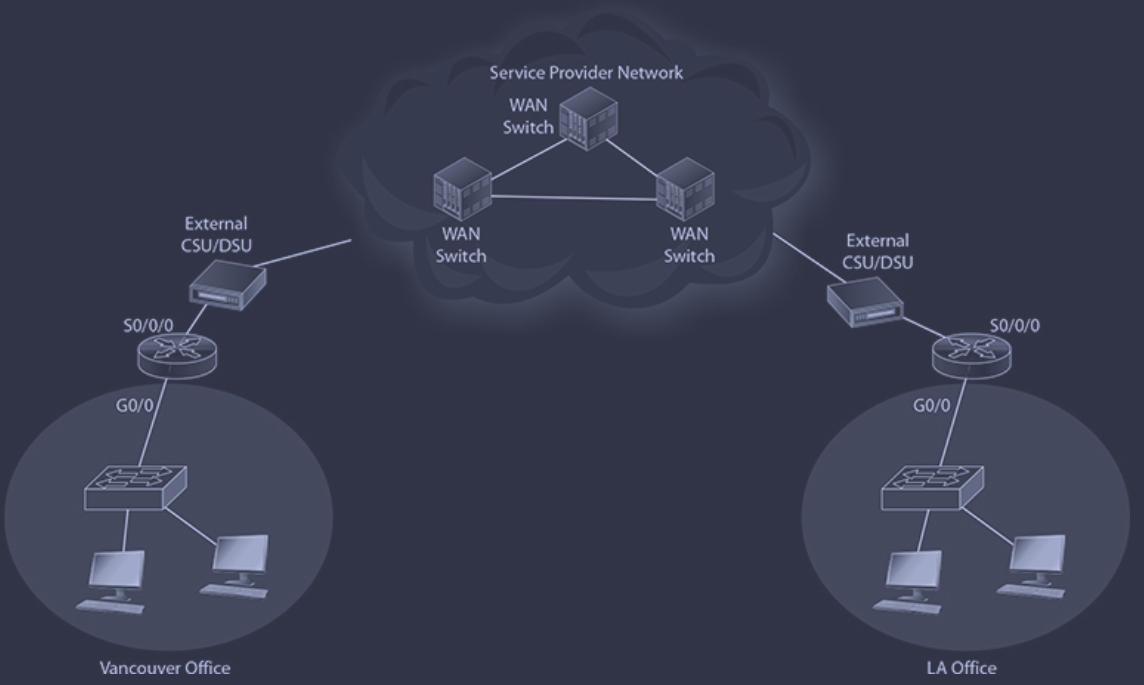 Service Provider Network
WAN
Switch
WAN
Switch
WAN
Switch
External
CSU/DSU
External
CSU/DSU
S0/0/0
S0/0/0
G0/0
G0/0
Vancouver Office
LA Office